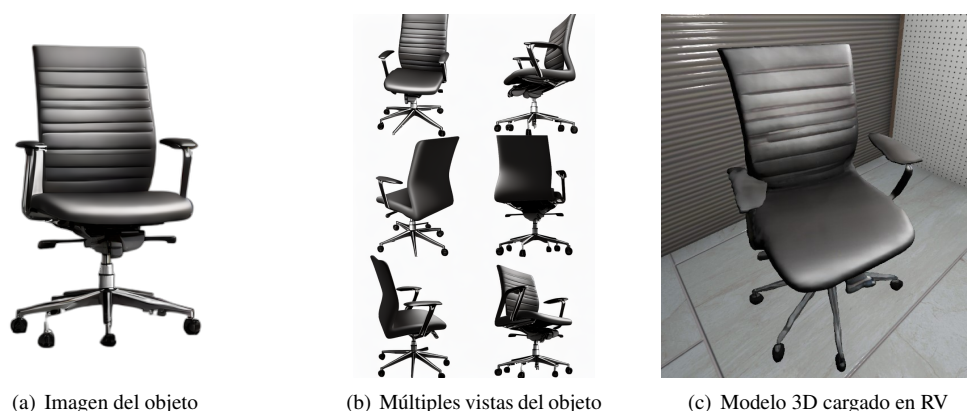 (a) Imagen del objeto
(b) Múltiples vistas del objeto
(c) Modelo 3D cargado en RV